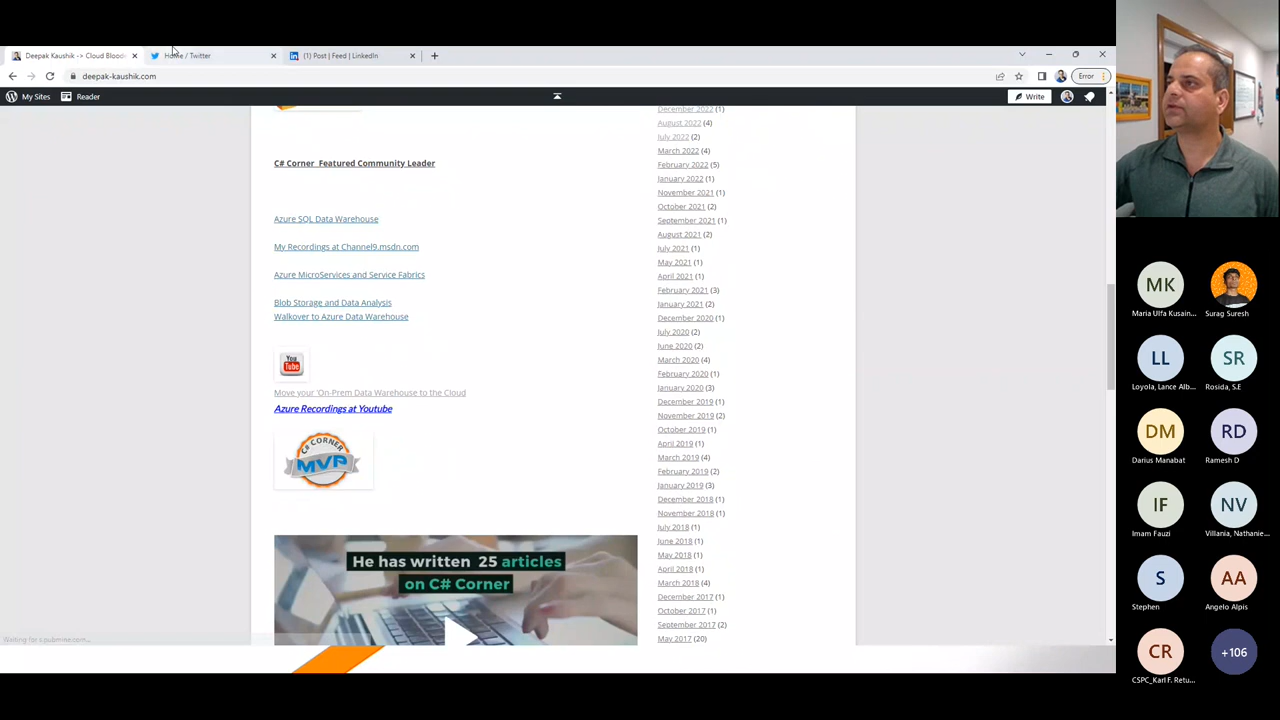 Deepak Kaushik -> Cloud Blood
Home / Twitter
(1) Post | Feed | LinkedIn
deepak-kaushik.com
Error
My Sites
Reader
Write
December 2022 (1)
August 2022 (4)
July 2022 (2)
March 2022 (4)
February 2022 (5)
January 2022 (1)
November 2021 (1)
October 2021 (2)
September 2021 (1)
August 2021 (2)
July 2021 (1)
May 2021 (1)
April 2021 (1)
February 2021 (3)
January 2021 (2)
December 2020 (1)
July 2020 (2)
June 2020 (2)
March 2020 (4)
February 2020 (1)
January 2020 (3)
December 2019 (1)
November 2019 (2)
October 2019 (1)
April 2019 (1)
March 2019 (4)
February 2019 (2)
January 2019 (3)
December 2018 (1)
November 2018 (1)
July 2018 (1)
June 2018 (1)
May 2018 (1)
April 2018 (1)
March 2018 (4)
December 2017 (1)
October 2017 (1)
September 2017 (2)
May 2017 (20)
C# Corner Featured Community Leader
Azure SQL Data Warehouse
My Recordings at Channel9.msdn.com
Azure MicroServices and Service Fabrics
Blob Storage and Data Analysis
Walkover to Azure Data Warehouse
You
Tube
Move your 'On-Prem Data Warehouse to the Cloud
Azure Recordings at Youtube
C# CORNER
MVP
He has written 25 articles
on C# Corner
MK
Maria Ulfa Kusain...
Surag Suresh
LL
Loyola, Lance Alb...
SR
Rosida, S.E
DM
Darius Manabat
RD
Ramesh D
IF
Imam Fauzi
NV
Villania, Nathanie...
S
Stephen
AA
Angelo Alpis
CR
CSPC_Karl F. Retu...
+106